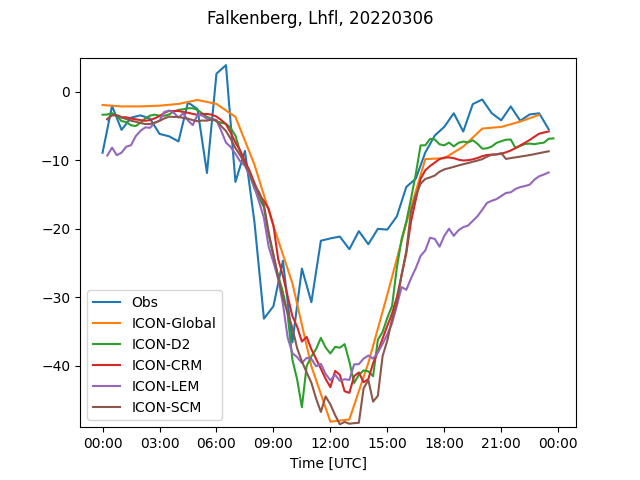 Falkenberg, Lhfl, 20220306
0
−10
−20
−30
−40
Obs
ICON-Global
ICON-D2
ICON-CRM
ICON-LEM
ICON-SCM
00:00 03:00 06:00 09:00 12:00 15:00 18:00 21:00 00:00
Time [UTC]